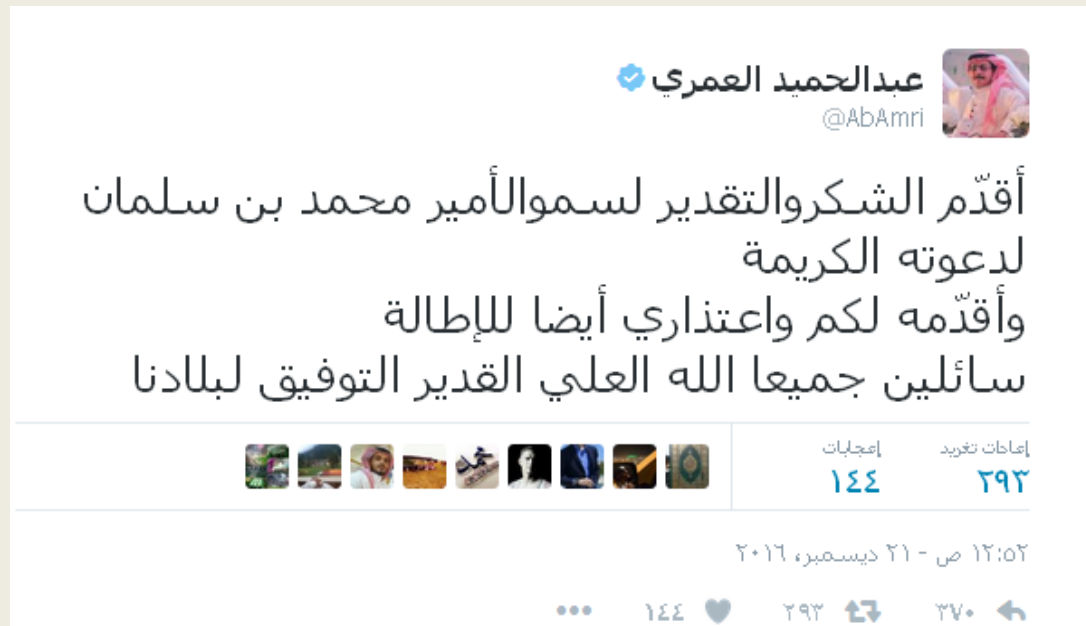 عبدالحميد العمري
@AbAmri
أقدّم الشكروالتقدير لسموالأمير محمد بن سلمان
لدعوته الكريمة
وأقدّمه لكم واعتذاري أيضا للإطالة
سائلين جميعا الله العلي القدير التوفيق لبلادنا
إعادات تغريد
إعجابات
٢٩٣
١٤٤
١٢:٥٢ ص - ٢١ ديسمبر، ٢٠١٦
٣٧٠ ٢٩٣ ١٤٤